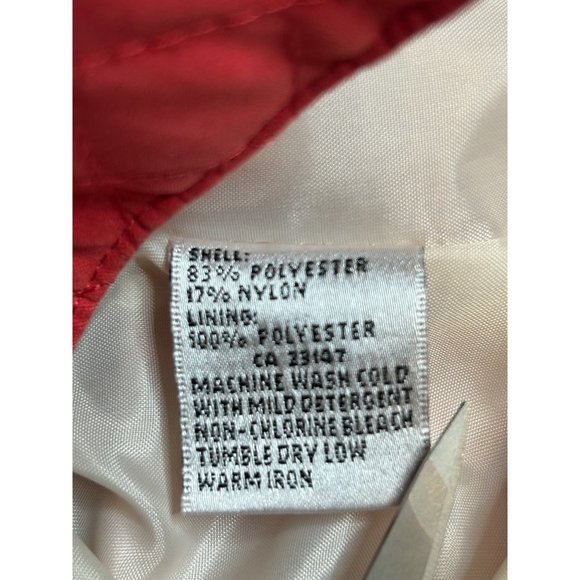 SHELL:
83% POLYESTER
17% NYLON
LINING:
100% POLYESTER
CA 23147
MACHINE WASH COLD
WITH MILD DETERGENT
NON-CHLORINE BLEACH
TUMBLE DRY LOW
WARM IRON